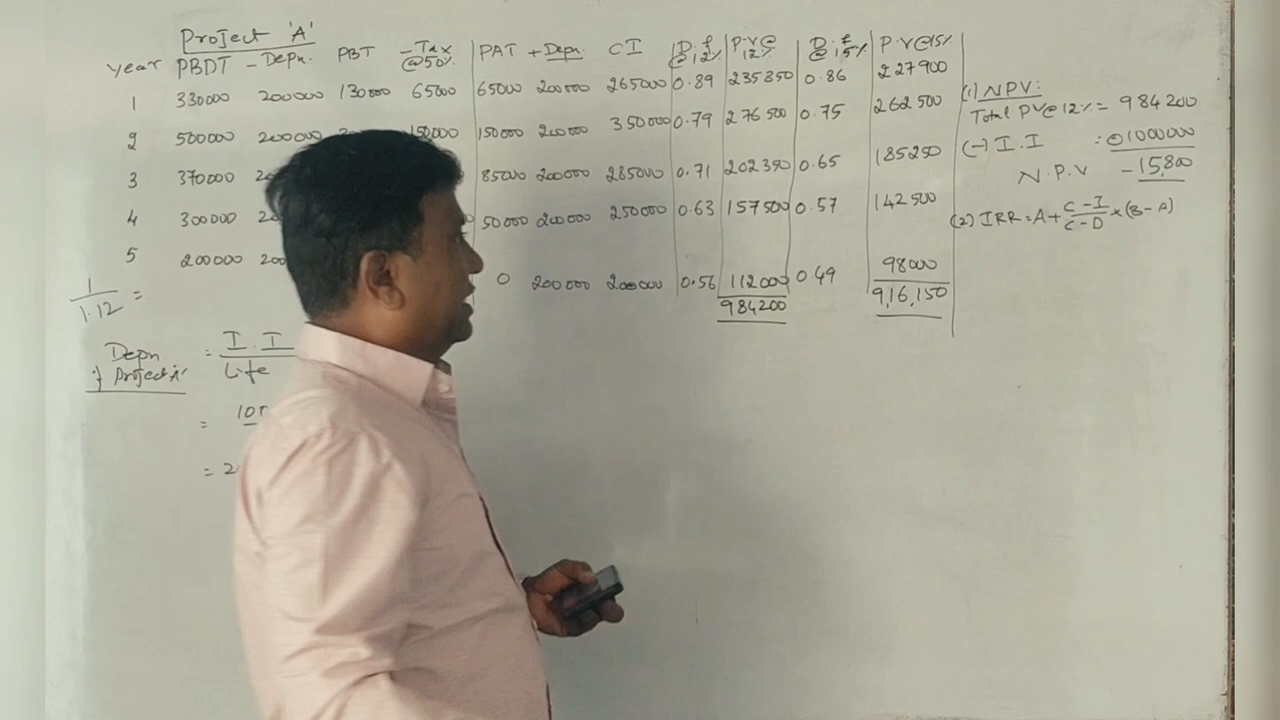 Project 'A'
Year PBDT - Depn. PBT - Tax @50% PAT + Depn. CI D.f @12% P.V@ 12% D.f @15% P.V@15%
1 330000 200000 130000 65000 65000 200000 265000 0.89 235850 0.86 227900
2 500000 200000 150000 150000 200000 350000 0.79 276500 0.75 262500
3 370000 85000 200000 285000 0.71 202350 0.65 185250
4 300000 50000 200000 250000 0.63 157500 0.57 142500
5 200000 200 0 200000 200000 0.56 112000 0.49 98000
984200 9,16,150
1/1.12 =
Depn
Project 'A' = I.I/Life
= 100
= 2
(1) NPV:
Total PV@12% = 984200
(-) I.I = 1000000
N.P.V -15,800
(2) IRR = A + C-I/C-D × (B-A)